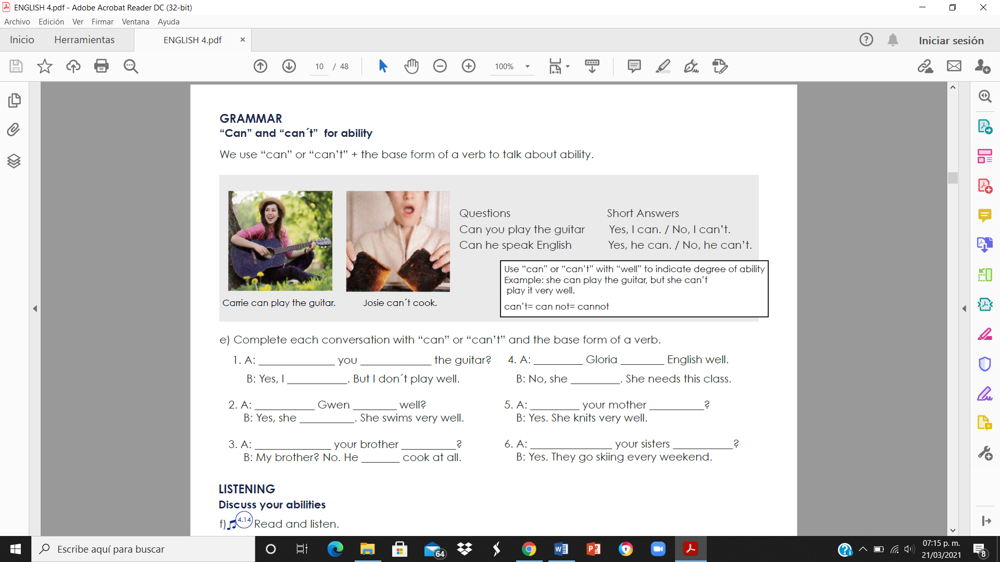 ENGLISH 4.pdf - Adobe Acrobat Reader DC (32-bit)
Archivo Edición Ver Firmar Ventana Ayuda
Inicio Herramientas ENGLISH 4.pdf × Iniciar sesión
10 / 48 100%
GRAMMAR
“Can” and “can´t” for ability
We use “can” or “can’t” + the base form of a verb to talk about ability.
Questions Short Answers
Can you play the guitar Yes, I can. / No, I can’t.
Can he speak English Yes, he can. / No, he can’t.
Use “can” or “can’t” with “well” to indicate degree of ability
Example: she can play the guitar, but she can’t
play it very well.
can’t= can not= cannot
Carrie can play the guitar. Josie can´t cook.
e) Complete each conversation with “can” or “can’t” and the base form of a verb.
1. A: ______________ you _____________ the guitar?
B: Yes, I ___________. But I don´t play well.
2. A: ___________ Gwen ________ well?
B: Yes, she __________. She swims very well.
3. A: ______________ your brother __________?
B: My brother? No. He _______ cook at all.
4. A: _________ Gloria ________ English well.
B: No, she _________. She needs this class.
5. A: _________ your mother __________?
B: Yes. She knits very well.
6. A: _______________ your sisters ___________?
B: Yes. They go skiing every weekend.
LISTENING
Discuss your abilities
f) 4.14 Read and listen.
Escribe aquí para buscar
64
07:15 p. m.
21/03/2021
8